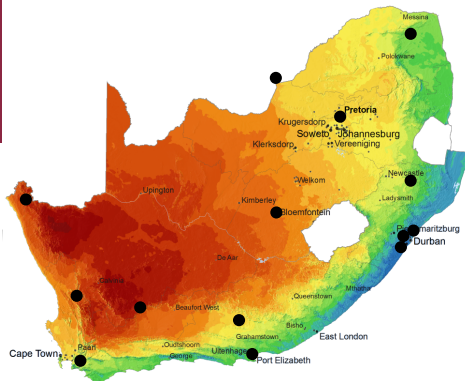 Messina
Polokwane
Pretoria
Krugersdorp
Soweto Johannesburg
Klerksdorp Vereeniging
Newcastle
Welkom
Upington
Kimberley
Ladysmith
Bloemfontein
Durban
De Aar
Mthatha
Calvinia
Beaufort West
Queenstown
Bisho
East London
Grahamstown
Oudtshoorn
Paarl
Cape Town
George
Uitenhage
Port Elizabeth